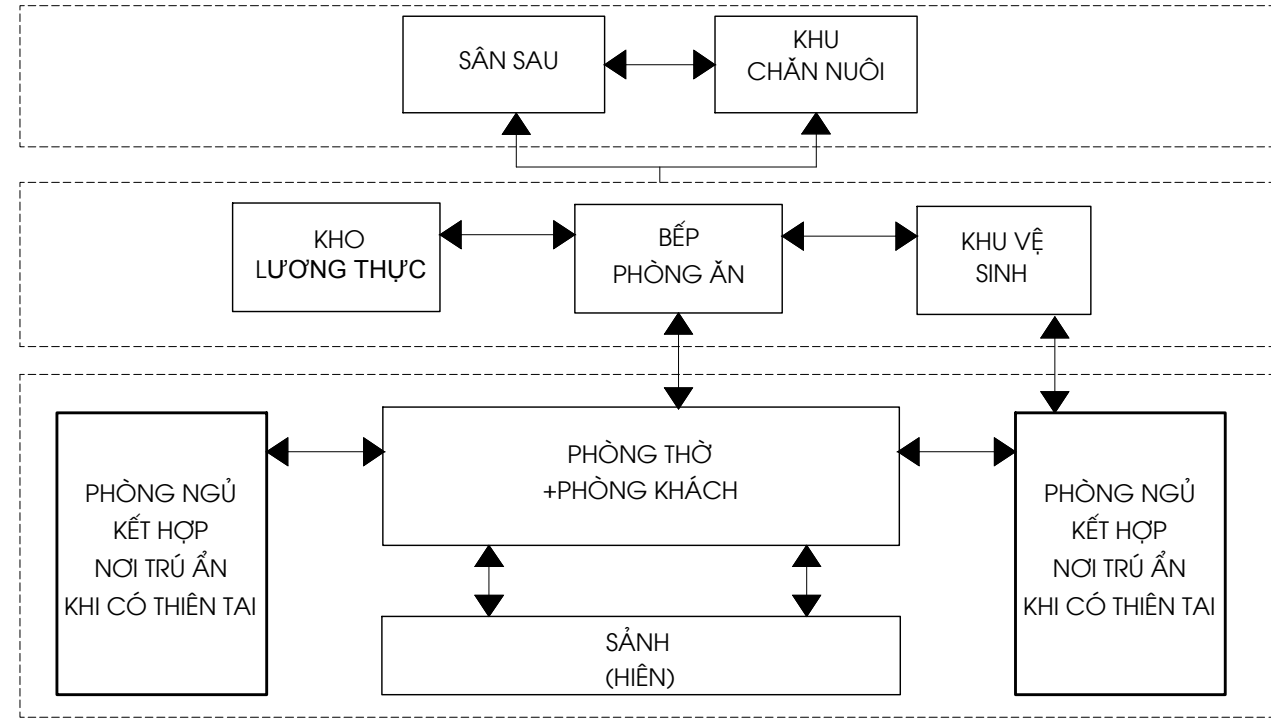 SÂN SAU
KHU
CHĂN NUÔI
KHO
LƯƠNG THỰC
BẾP
PHÒNG ĂN
KHU VỆ
SINH
PHÒNG NGỦ
KẾT HỢP
NƠI TRÚ ẨN
KHI CÓ THIÊN TAI
PHÒNG THỜ
+PHÒNG KHÁCH
PHÒNG NGỦ
KẾT HỢP
NƠI TRÚ ẨN
KHI CÓ THIÊN TAI
SẢNH
(HIÊN)